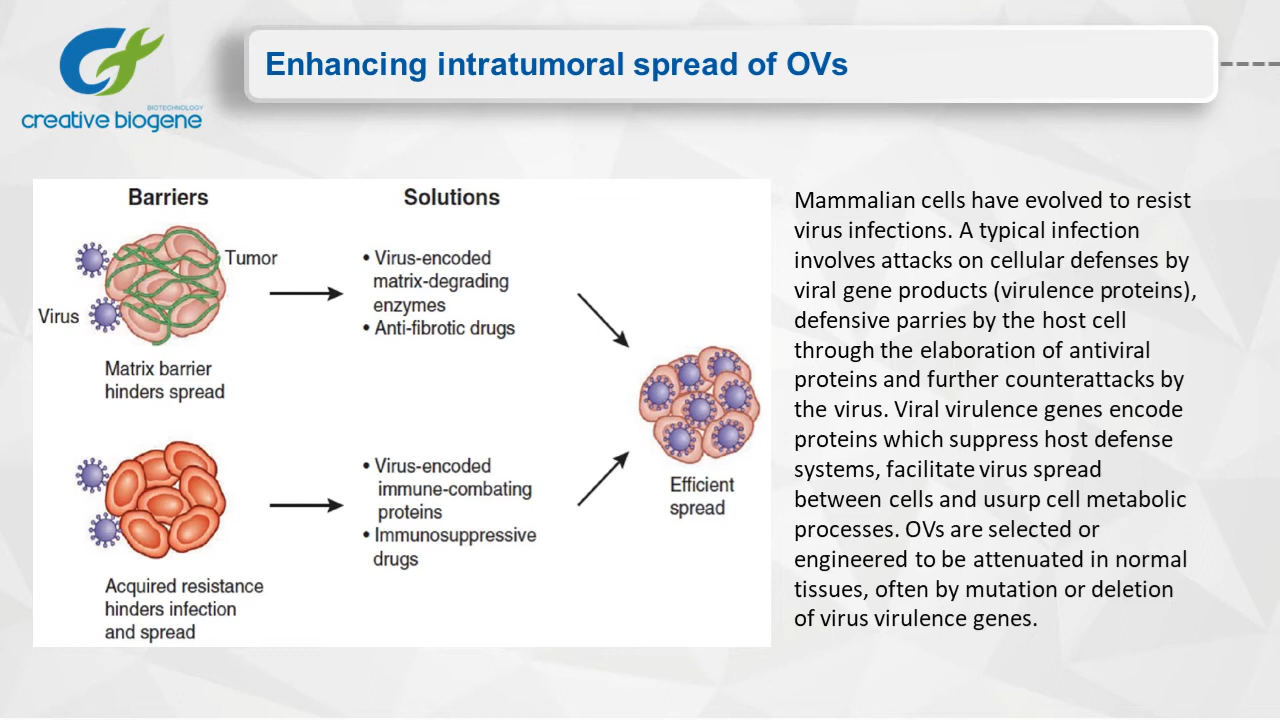 BIOTECHNOLOGY
creative biogene
Enhancing intratumoral spread of OVs
Barriers
Solutions
Tumor
Virus
Matrix barrier
hinders spread
• Virus-encoded
matrix-degrading
enzymes
• Anti-fibrotic drugs
Acquired resistance
hinders infection
and spread
• Virus-encoded
immune-combating
proteins
• Immunosuppressive
drugs
Efficient
spread
Mammalian cells have evolved to resist
virus infections. A typical infection
involves attacks on cellular defenses by
viral gene products (virulence proteins),
defensive parries by the host cell
through the elaboration of antiviral
proteins and further counterattacks by
the virus. Viral virulence genes encode
proteins which suppress host defense
systems, facilitate virus spread
between cells and usurp cell metabolic
processes. OVs are selected or
engineered to be attenuated in normal
tissues, often by mutation or deletion
of virus virulence genes.